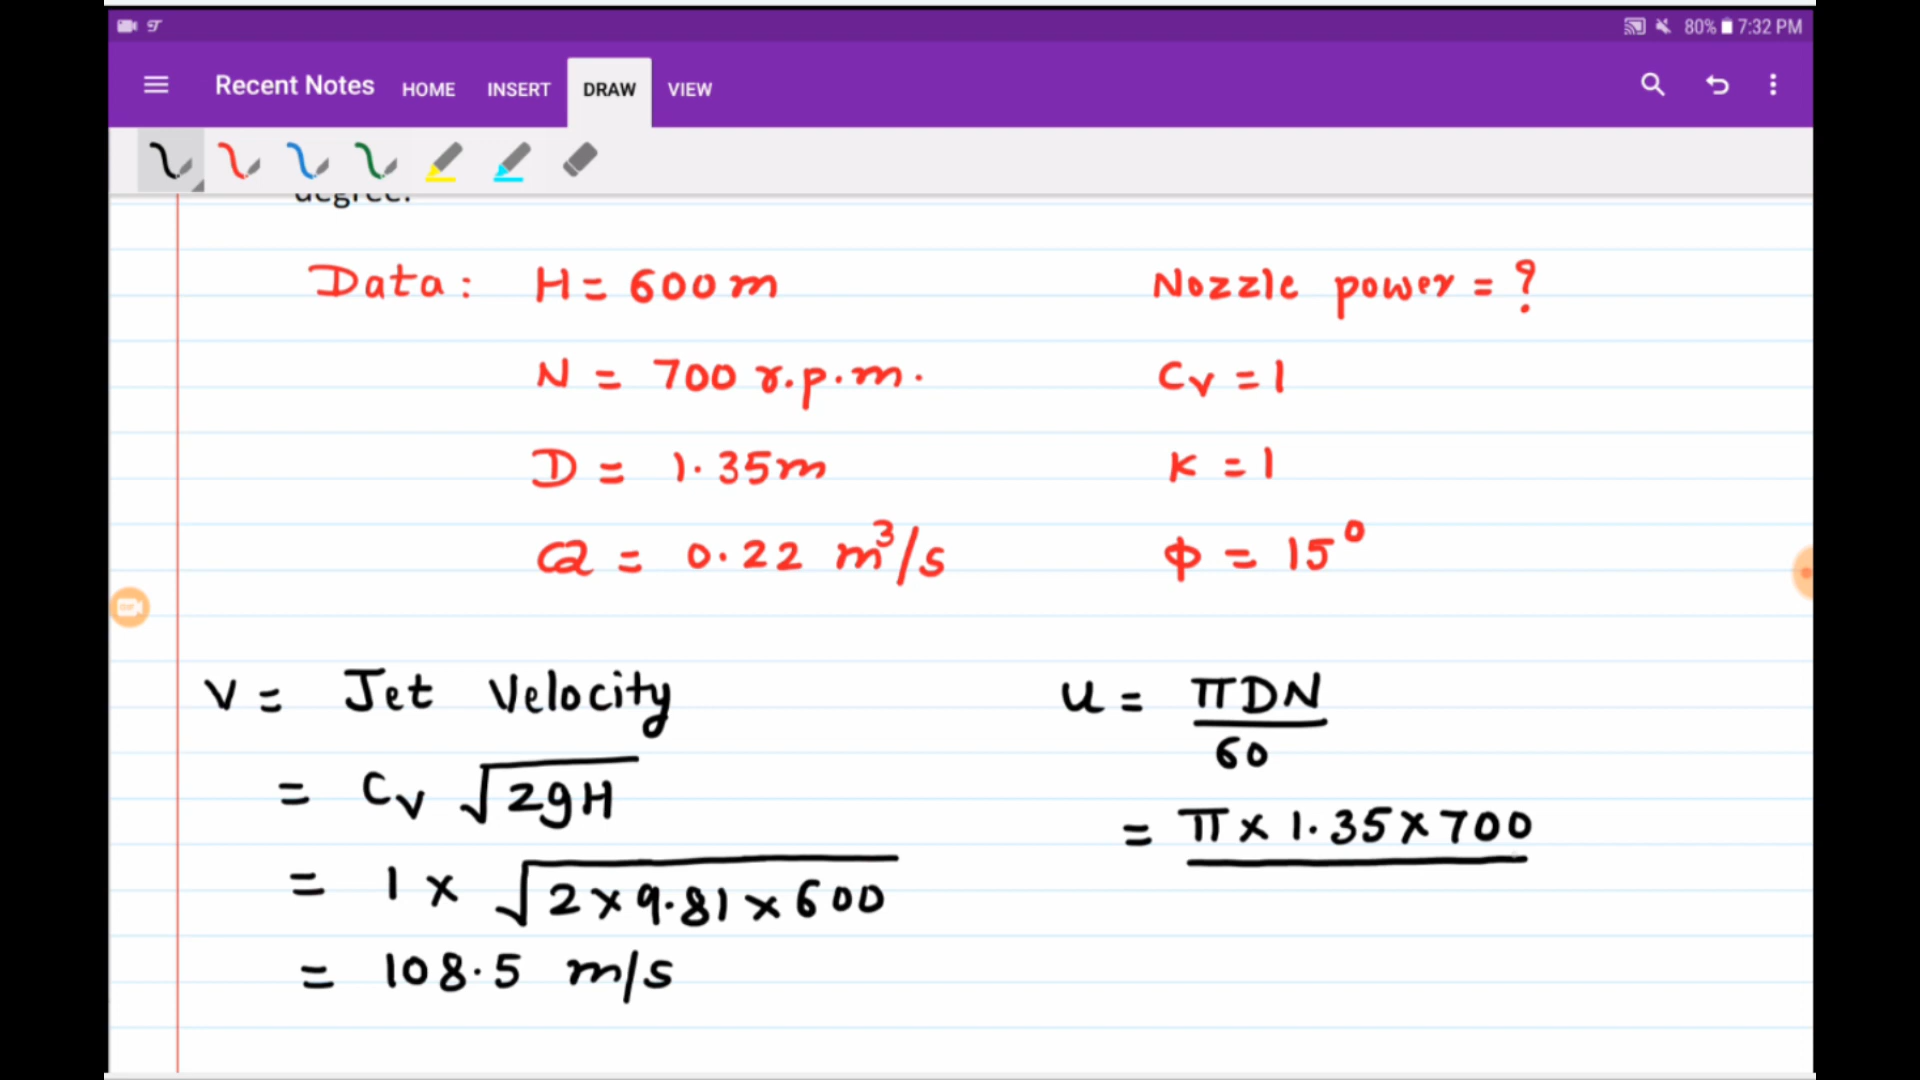 80% 7:32 PM
Recent Notes HOME INSERT DRAW VIEW
degree.
Data: H = 600 m
N = 700 r.p.m.
D = 1.35 m
Q = 0.22 m³/s
Nozzle power = ?
Cv = 1
K = 1
φ = 15°
V = Jet Velocity
= Cv √2gH
= 1 × √2 × 9.81 × 600
= 108.5 m/s
u = πDN
60
= π × 1.35 × 700